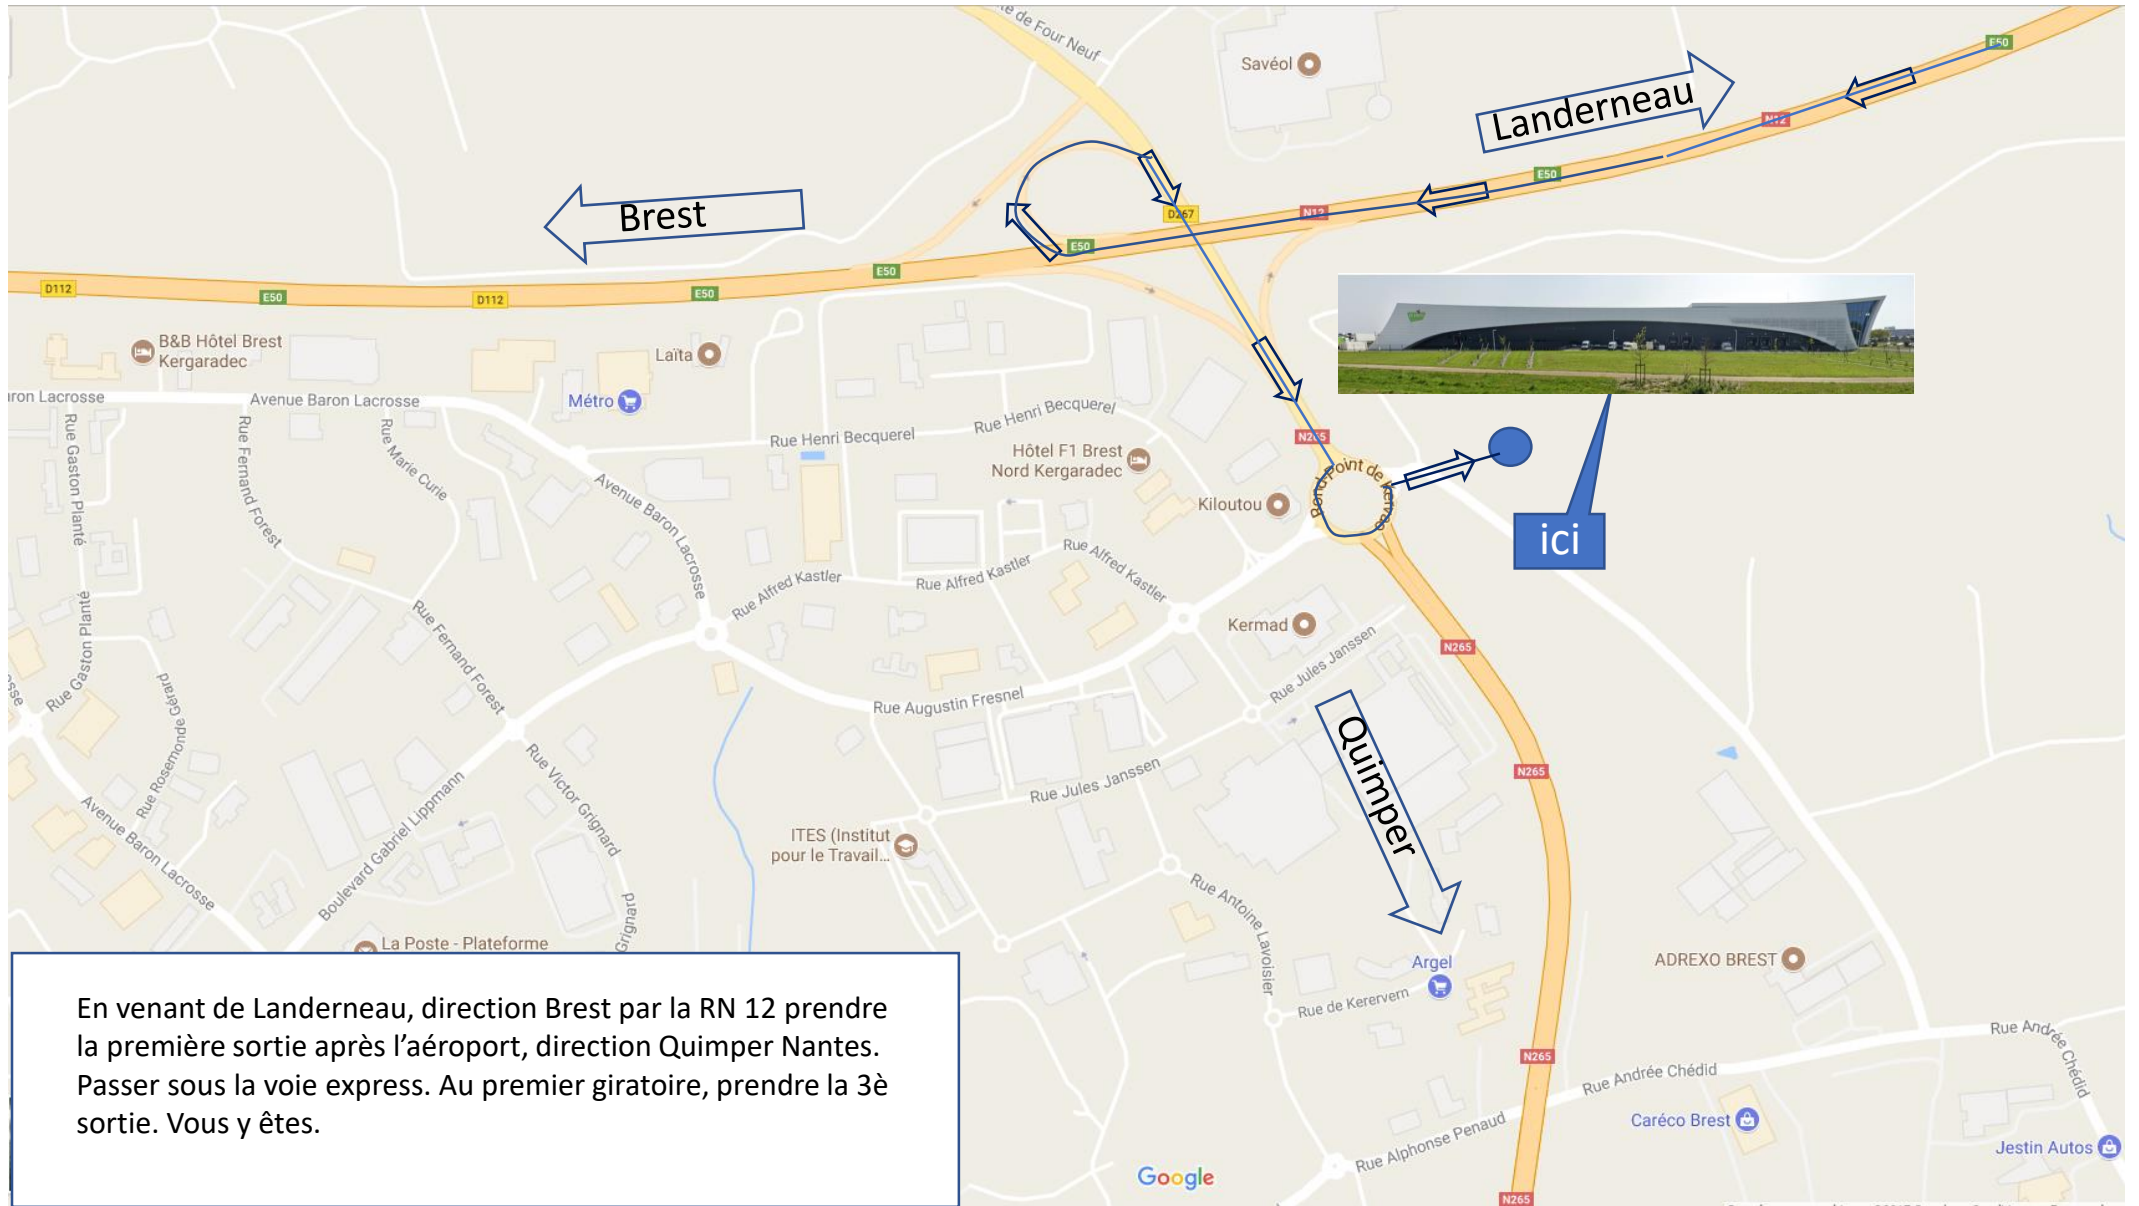 te de Four Neuf
Savéol
E50
Landerneau
N12
E50
Brest
D267
N12
E50
E50
D112
E50
D112
E50
B&B Hôtel Brest
Kergaradec
Laïta
Métro
aron Lacrosse
Avenue Baron Lacrosse
Rue Gaston Planté
Rue Fernand Forest
Rue Marie Curie
Rue Henri Becquerel
Rue Henri Becquerel
Hôtel F1 Brest
Nord Kergaradec
N265
Kiloutou
ici
Avenue Baron Lacrosse
Rue Alfred Kastler
Rue Alfred Kastler
Rue Alfred Kastler
Kermad
Rue Jules Janssen
N265
Rue Gaston Planté
Rue Fernand Forest
Rue Rosemonde Gérard
Rue Augustin Fresnel
Quimper
N265
Rue Victor Grignard
Rue Jules Janssen
Avenue Baron Lacrosse
Boulevard Gabriel Lippmann
ITES (Institut
pour le Travail...
Rue Antoine Lavoisier
Grignard
La Poste - Plateforme
Argel
ADREXO BREST
Rue de Kerervern
Rue Andrée Chédid
N265
Rue Andrée Chédid
Caréco Brest
Rue Alphonse Penaud
Jestin Autos
Google
N265
En venant de Landerneau, direction Brest par la RN 12 prendre
la première sortie après l'aéroport, direction Quimper Nantes.
Passer sous la voie express. Au premier giratoire, prendre la 3è
sortie. Vous y êtes.